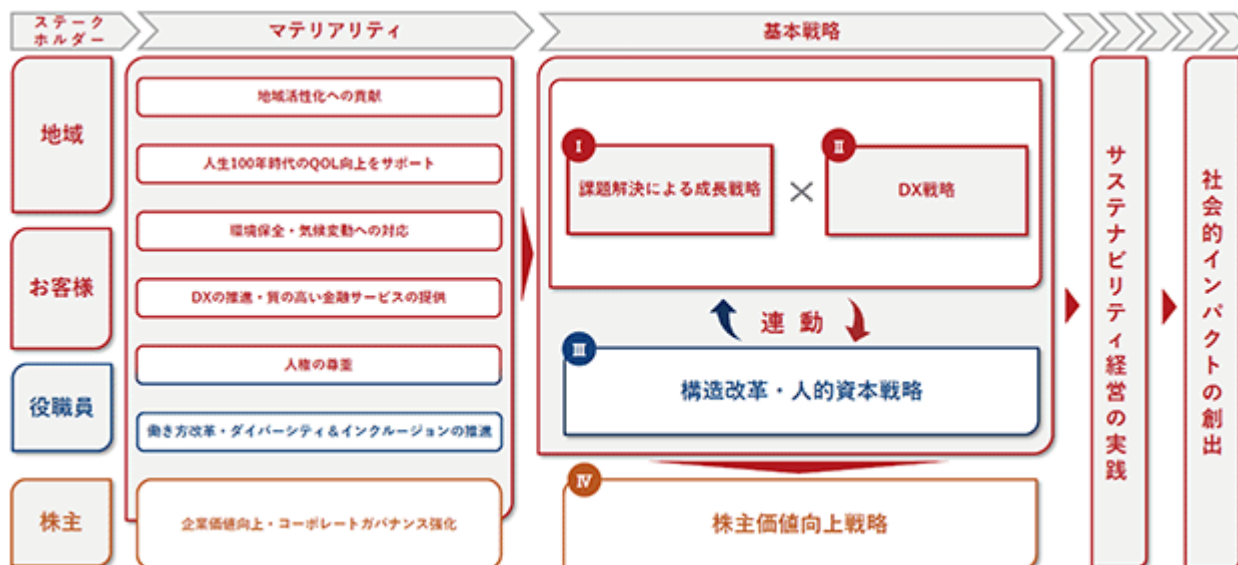 ステーク
ホルダー
マテリアリティ
基本戦略
地域
お客様
役職員
株主
地域活性化への貢献
人生100年時代のQOL向上をサポート
環境保全・気候変動への対応
DXの推進・質の高い金融サービスの提供
人権の尊重
働き方改革・ダイバーシティ&インクルージョンの推進
企業価値向上・コーポレートガバナンス強化
I
課題解決による成長戦略
×
II
DX戦略
連動
III
構造改革・人的資本戦略
IV
株主価値向上戦略
サステナビリティ経営の実践
社会的インパクトの創出